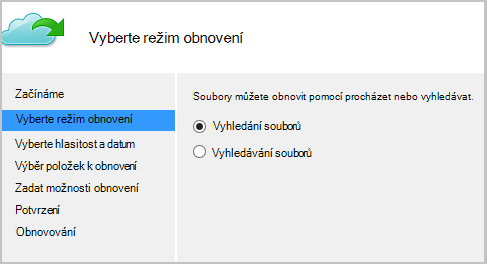 Vyberte režim obnovení
Začínáme
Vyberte režim obnovení
Vyberte hlasitost a datum
Výběr položek k obnovení
Zadat možnosti obnovení
Potvrzení
Obnovování
Soubory můžete obnovit pomocí procházet nebo vyhledávat.
Vyhledání souborů
Vyhledávání souborů